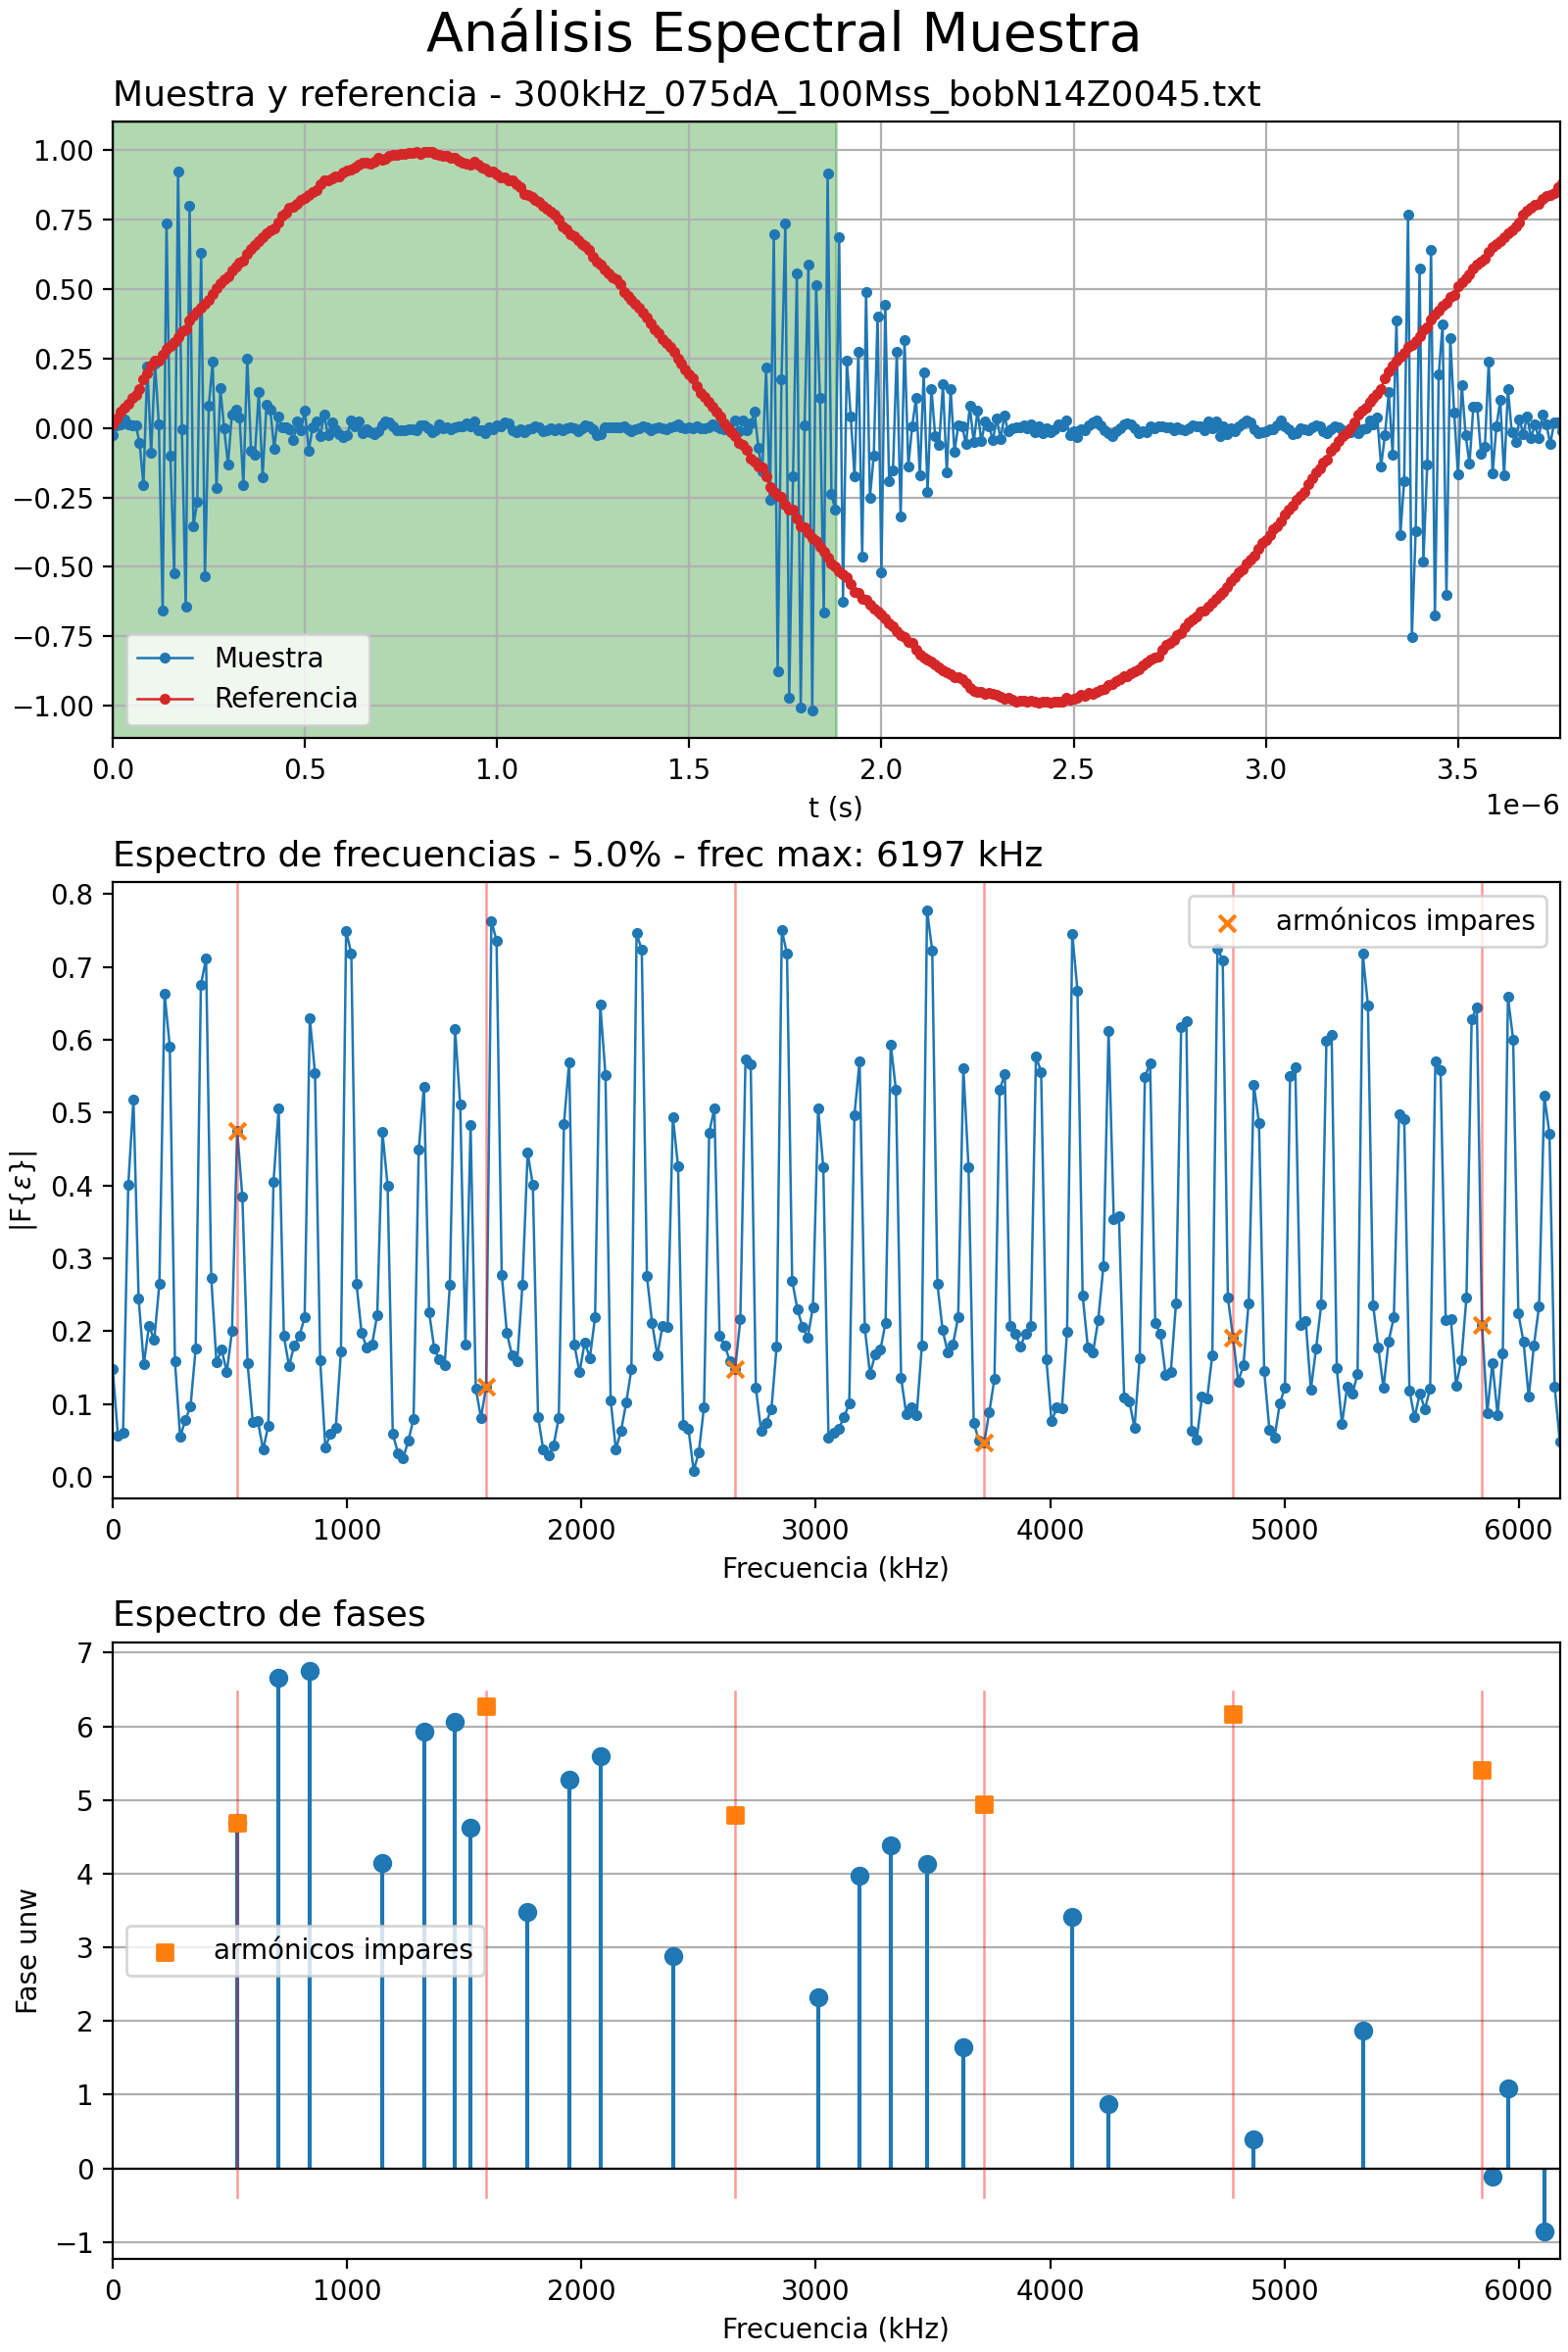 Análisis Espectral Muestra
Muestra y referencia - 300kHz_075dA_100Mss_bobN14Z0045.txt
1.00
0.75
0.50
0.25
0.00
−0.25
−0.50
−0.75
−1.00
Muestra
Referencia
0.0 0.5 1.0 1.5 2.0 2.5 3.0 3.5
t (s)
1e−6
Espectro de frecuencias - 5.0% - frec max: 6197 kHz
armónicos impares
0.8
0.7
0.6
0.5
0.4
0.3
0.2
0.1
0.0
|F{ε}|
0 1000 2000 3000 4000 5000 6000
Frecuencia (kHz)
Espectro de fases
7
6
5
4
3
2
1
0
−1
Fase unw
armónicos impares
0 1000 2000 3000 4000 5000 6000
Frecuencia (kHz)